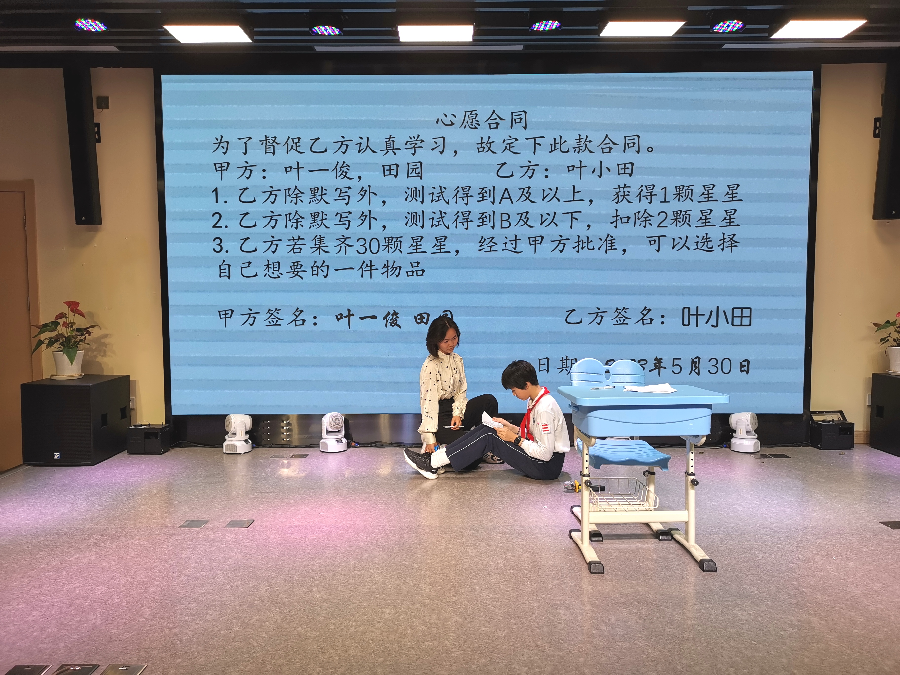 心愿合同
为了督促乙方认真学习，故定下此款合同。
甲方：叶一俊，田园 乙方：叶小田
1. 乙方除默写外，测试得到A及以上，获得1颗星星
2. 乙方除默写外，测试得到B及以下，扣除2颗星星
3. 乙方若集齐30颗星星，经过甲方批准，可以选择
自己想要的一件物品
甲方签名：叶一俊 田 乙方签名：叶小田
日期 年5月30日